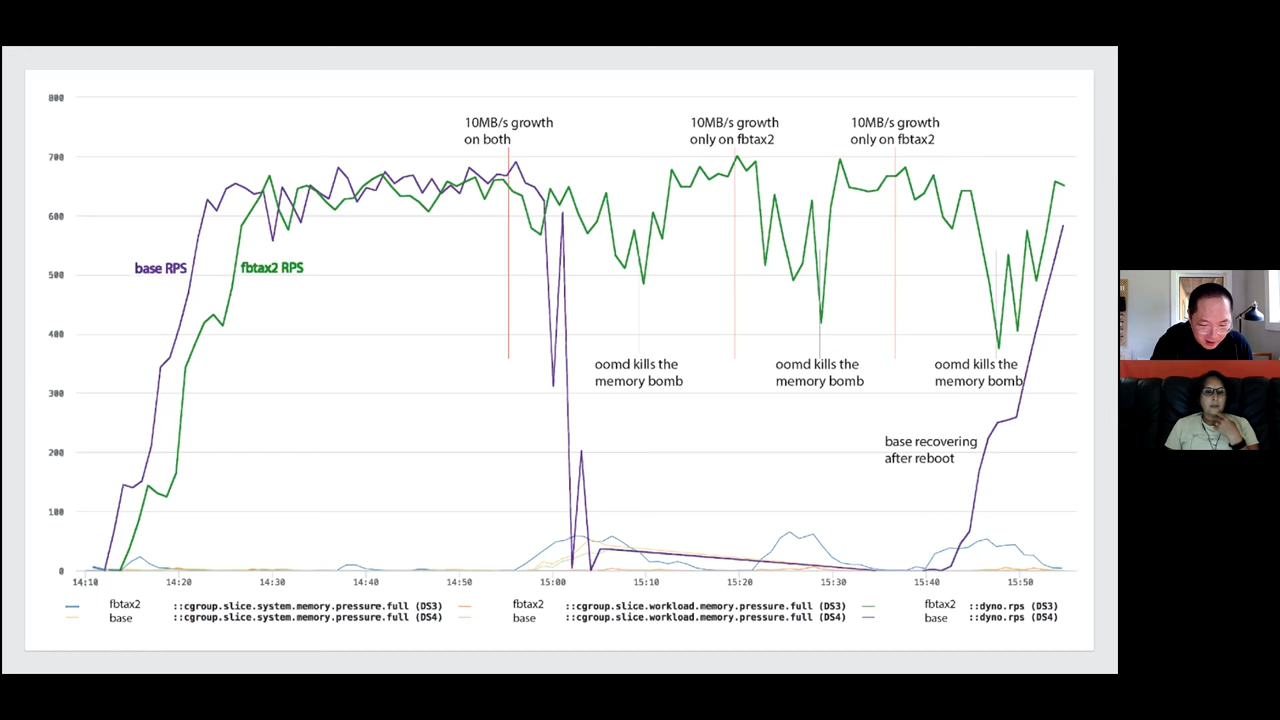 800
10MB/s growth
on both
10MB/s growth
only on fbtax2
10MB/s growth
only on fbtax2
700
600
base RPS
fbtax2 RPS
500
400
oomd kills the
memory bomb
oomd kills the
memory bomb
oomd kills the
memory bomb
300
base recovering
after reboot
200
100
0
14:10 14:20 14:30 14:40 14:50 15:00 15:10 15:20 15:30 15:40 15:50
fbtax2 ::cgroup.slice.system.memory.pressure.full (DS3)
base ::cgroup.slice.system.memory.pressure.full (DS4)
fbtax2 ::cgroup.slice.workload.memory.pressure.full (DS3)
base ::cgroup.slice.workload.memory.pressure.full (DS4)
fbtax2 ::dyno.rps (DS3)
base ::dyno.rps (DS4)